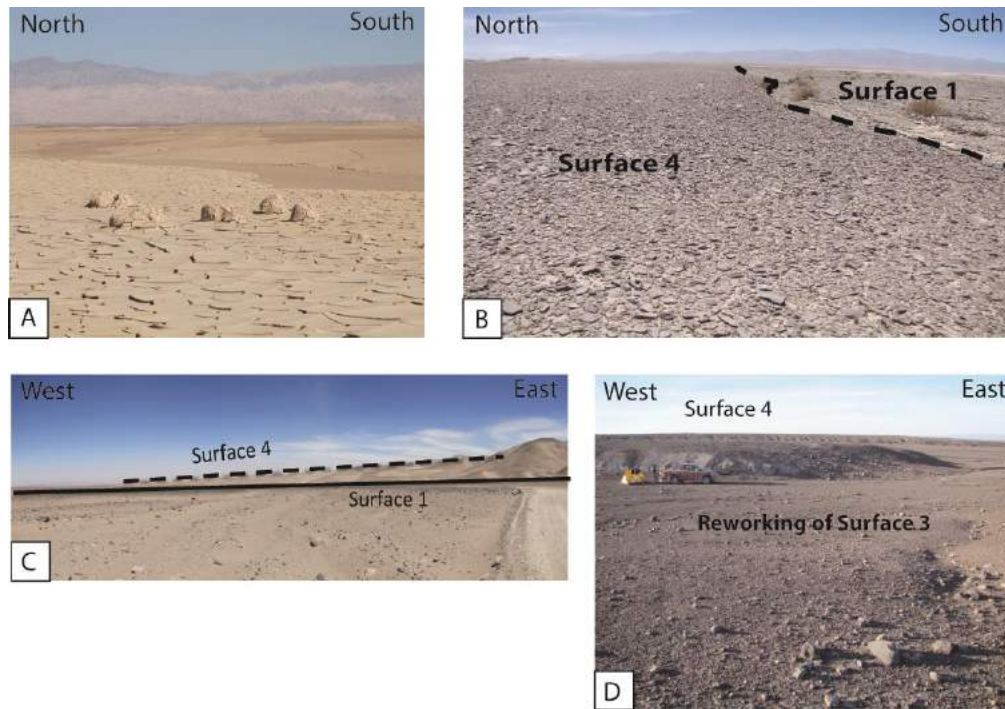 North South
A
North South
Surface 1
Surface 4
B
West East
Surface 4
Surface 1
C
West East
Surface 4
Reworking of Surface 3
D